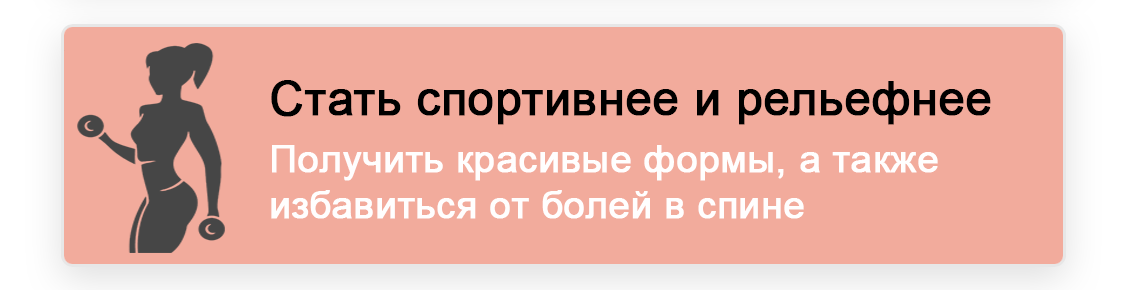 Стать спортивнее и рельефнее
Получить красивые формы, а также
избавиться от болей в спине